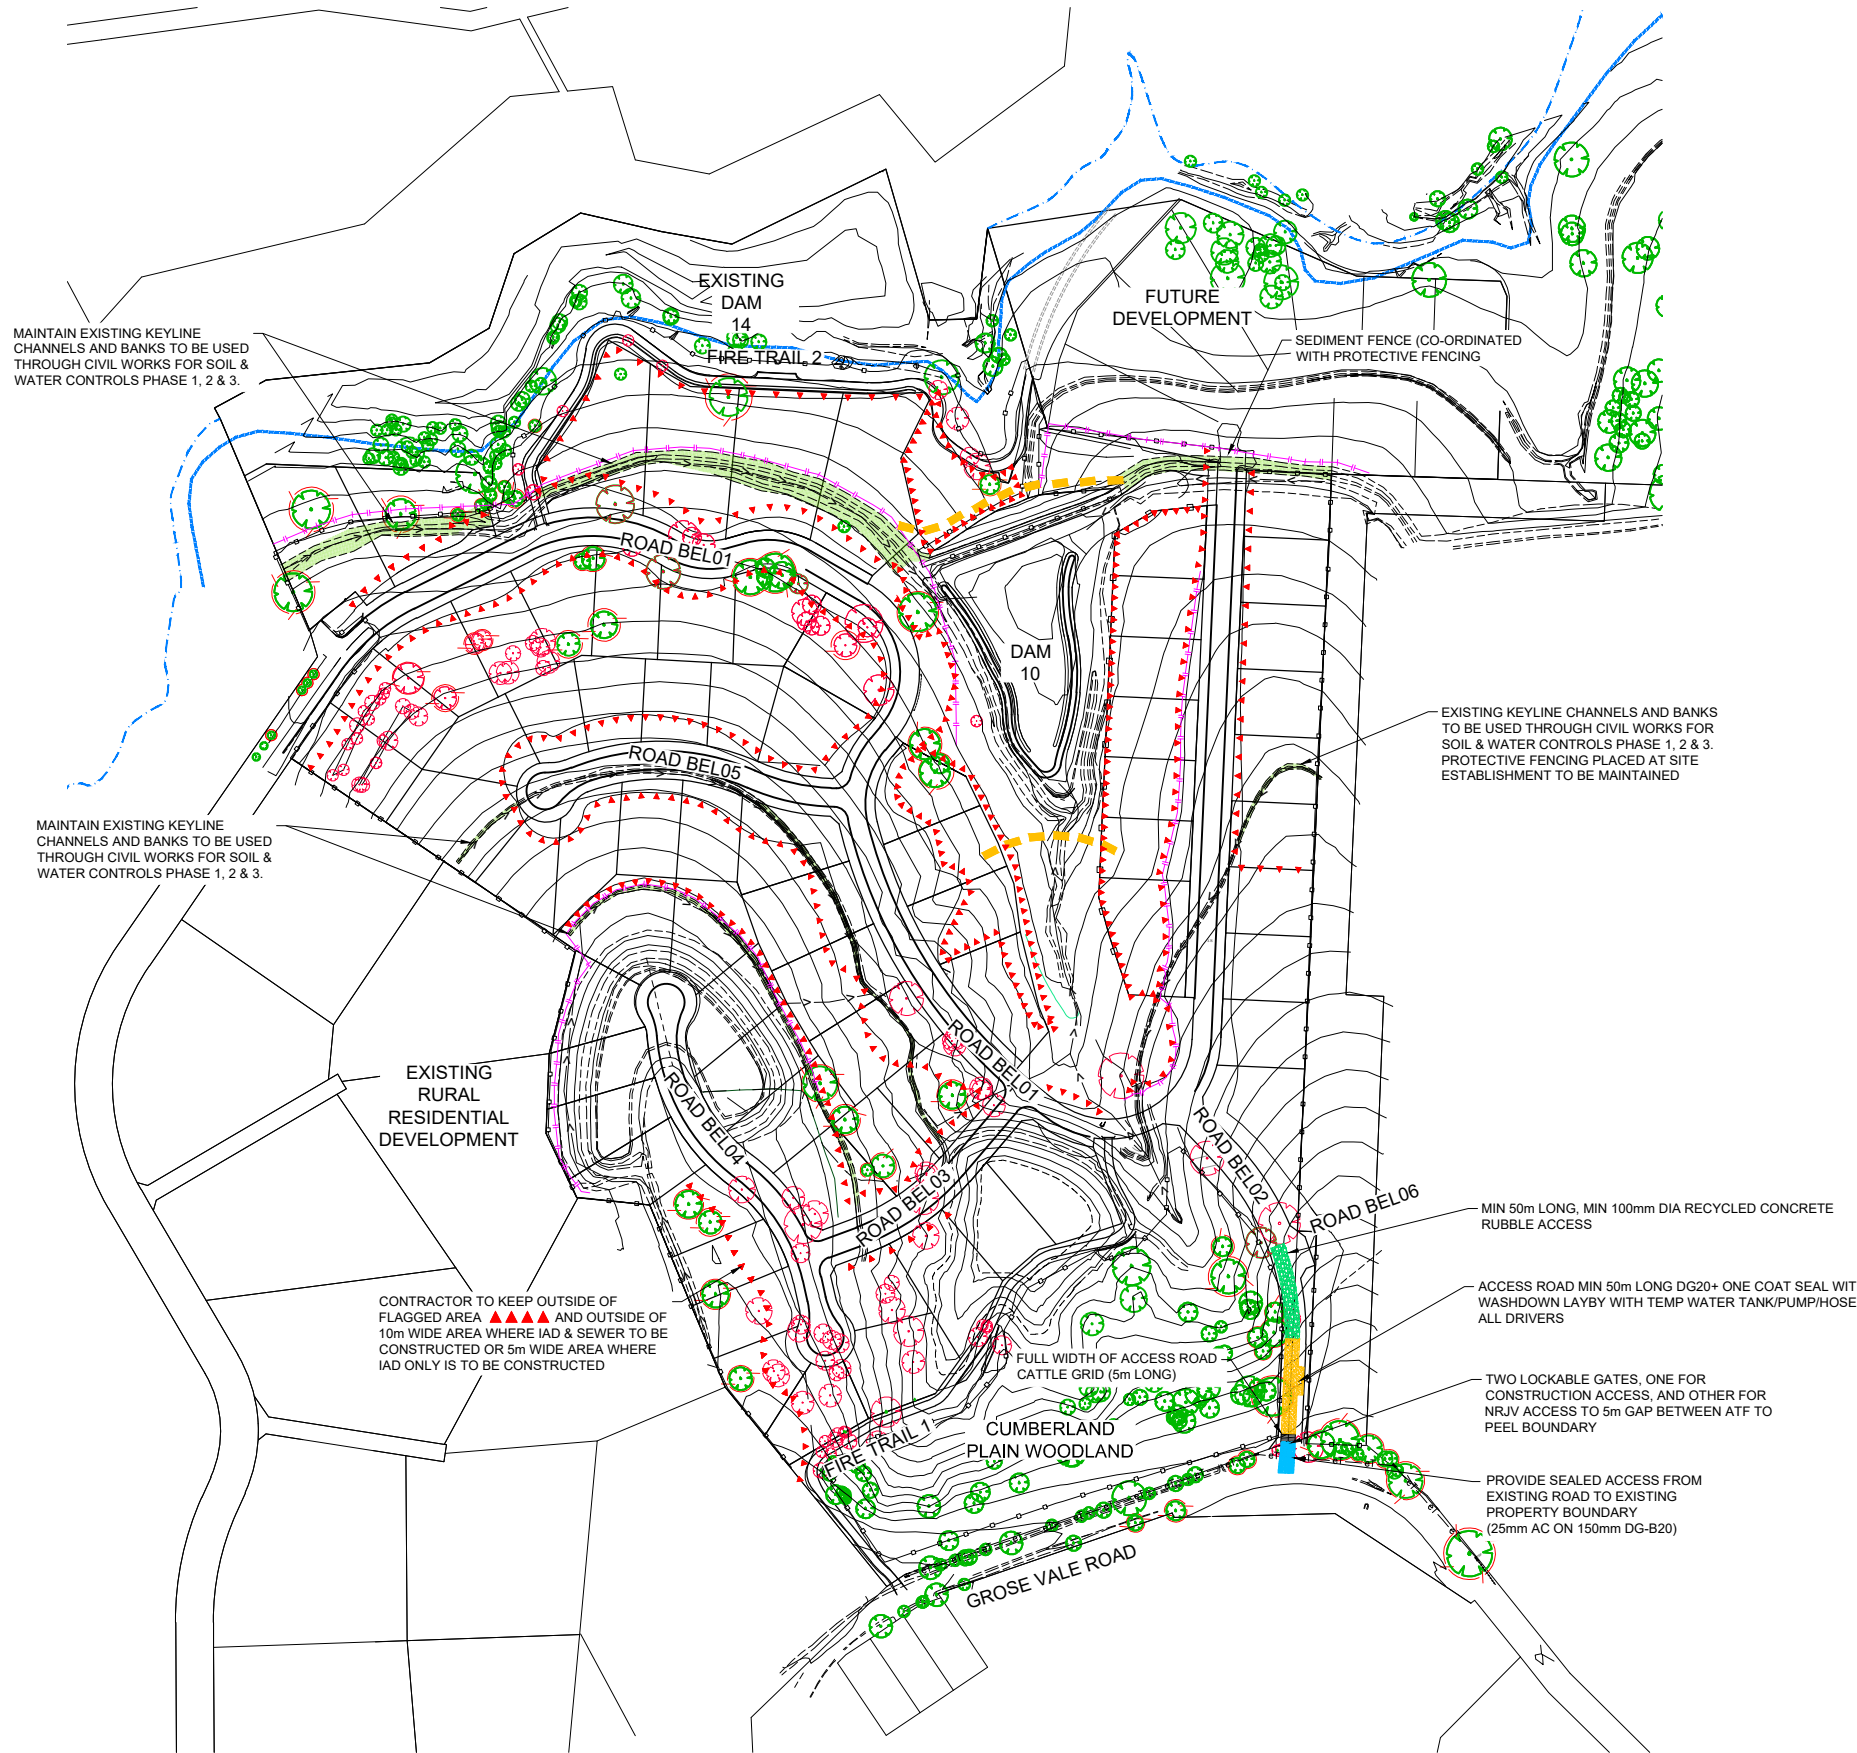 EXISTING
DAM
14
FUTURE
DEVELOPMENT
MAINTAIN EXISTING KEYLINE
CHANNELS AND BANKS TO BE USED
THROUGH CIVIL WORKS FOR SOIL &
WATER CONTROLS PHASE 1, 2 & 3.
SEDIMENT FENCE (CO-ORDINATED
WITH PROTECTIVE FENCING
FIRE TRAIL 2
ROAD BEL01
DAM
10
EXISTING KEYLINE CHANNELS AND BANKS
TO BE USED THROUGH CIVIL WORKS FOR
SOIL & WATER CONTROLS PHASE 1, 2 & 3.
PROTECTIVE FENCING PLACED AT SITE
ESTABLISHMENT TO BE MAINTAINED
ROAD BEL05
MAINTAIN EXISTING KEYLINE
CHANNELS AND BANKS TO BE USED
THROUGH CIVIL WORKS FOR SOIL &
WATER CONTROLS PHASE 1, 2 & 3.
ROAD BEL01
EXISTING
RURAL
RESIDENTIAL
DEVELOPMENT
ROAD BEL04
ROAD BEL02
ROAD BEL03
ROAD BEL06
MIN 50m LONG, MIN 100mm DIA RECYCLED CONCRETE
RUBBLE ACCESS
ACCESS ROAD MIN 50m LONG DG20+ ONE COAT SEAL WIT
WASHDOWN LAYBY WITH TEMP WATER TANK/PUMP/HOSE
ALL DRIVERS
CONTRACTOR TO KEEP OUTSIDE OF
FLAGGED AREA ▲▲▲▲ AND OUTSIDE OF
10m WIDE AREA WHERE IAD & SEWER TO BE
CONSTRUCTED OR 5m WIDE AREA WHERE
IAD ONLY IS TO BE CONSTRUCTED
FULL WIDTH OF ACCESS ROAD
CATTLE GRID (5m LONG)
TWO LOCKABLE GATES, ONE FOR
CONSTRUCTION ACCESS, AND OTHER FOR
NRJV ACCESS TO 5m GAP BETWEEN ATF TO
PEEL BOUNDARY
CUMBERLAND
PLAIN WOODLAND
FIRE TRAIL 1
PROVIDE SEALED ACCESS FROM
EXISTING ROAD TO EXISTING
PROPERTY BOUNDARY
(25mm AC ON 150mm DG-B20)
GROSE VALE ROAD